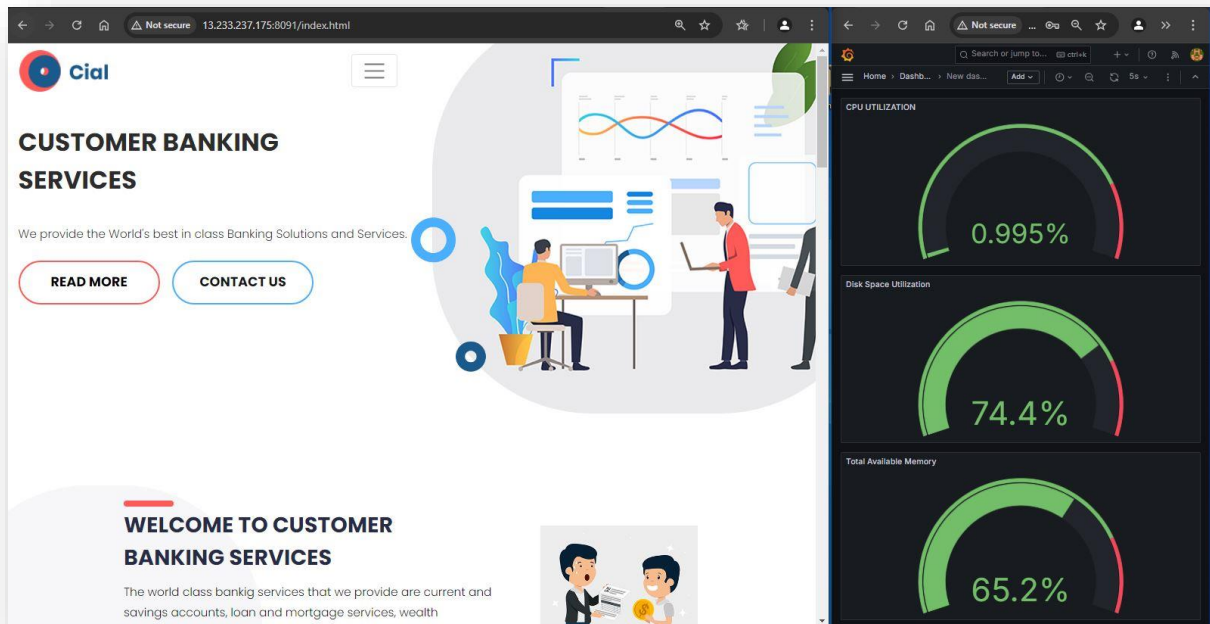 Not secure 13.233.237.175:8091/index.html
Cial
CUSTOMER BANKING
SERVICES
We provide the World's best in class Banking Solutions and Services.
READ MORE
CONTACT US
WELCOME TO CUSTOMER
BANKING SERVICES
The world class bankig services that we provide are current and
savings accounts, loan and mortgage services, wealth
Not secure ...
Search or jump to... ctrl+k
Home › Dashb... › New das... Add 5s
CPU UTILIZATION
0.995%
Disk Space Utilization
74.4%
Total Available Memory
65.2%